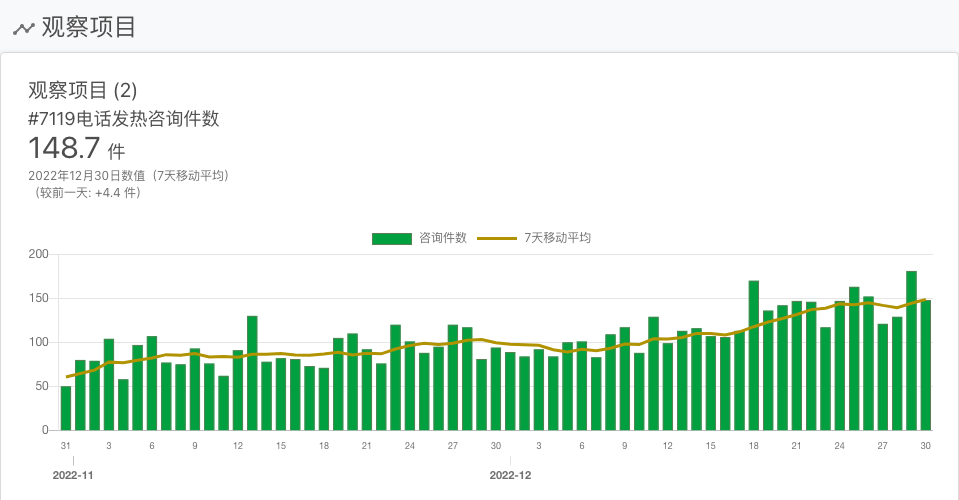 观察项目
观察项目 (2)
#7119电话发热咨询件数
148.7 件
2022年12月30日数值（7天移动平均）
（较前一天: +4.4 件）
咨询件数 7天移动平均
200
150
100
50
0
31 3 6 9 12 15 18 21 24 27 30 3 6 9 12 15 18 21 24 27 30
2022-11 2022-12